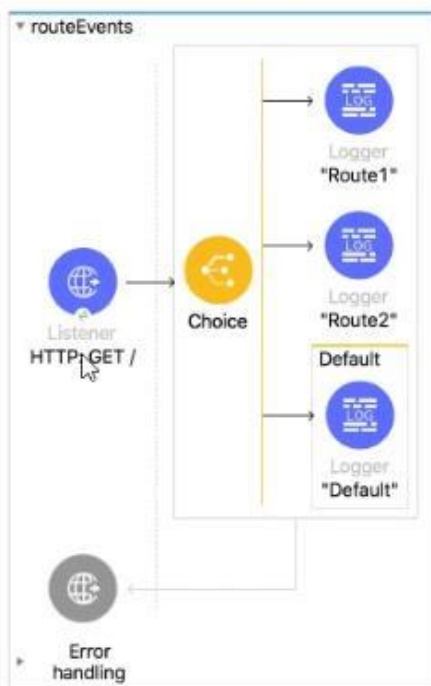 routeEvents
LOG
Logger
"Route1"
LOG
Logger
"Route2"
Listener
HTTP: GET /
Choice
Default
LOG
Logger
"Default"
Error
handling